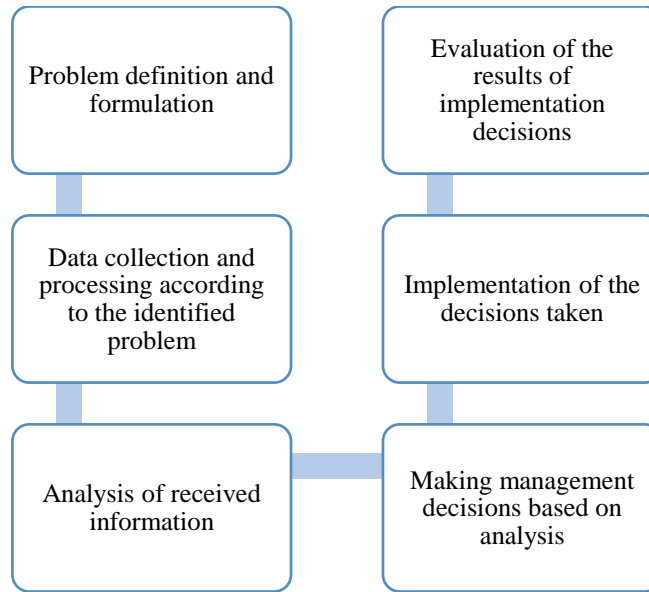 Problem definition and
formulation
Data collection and
processing according
to the identified
problem
Analysis of received
information
Making management
decisions based on
analysis
Implementation of the
decisions taken
Evaluation of the
results of
implementation
decisions